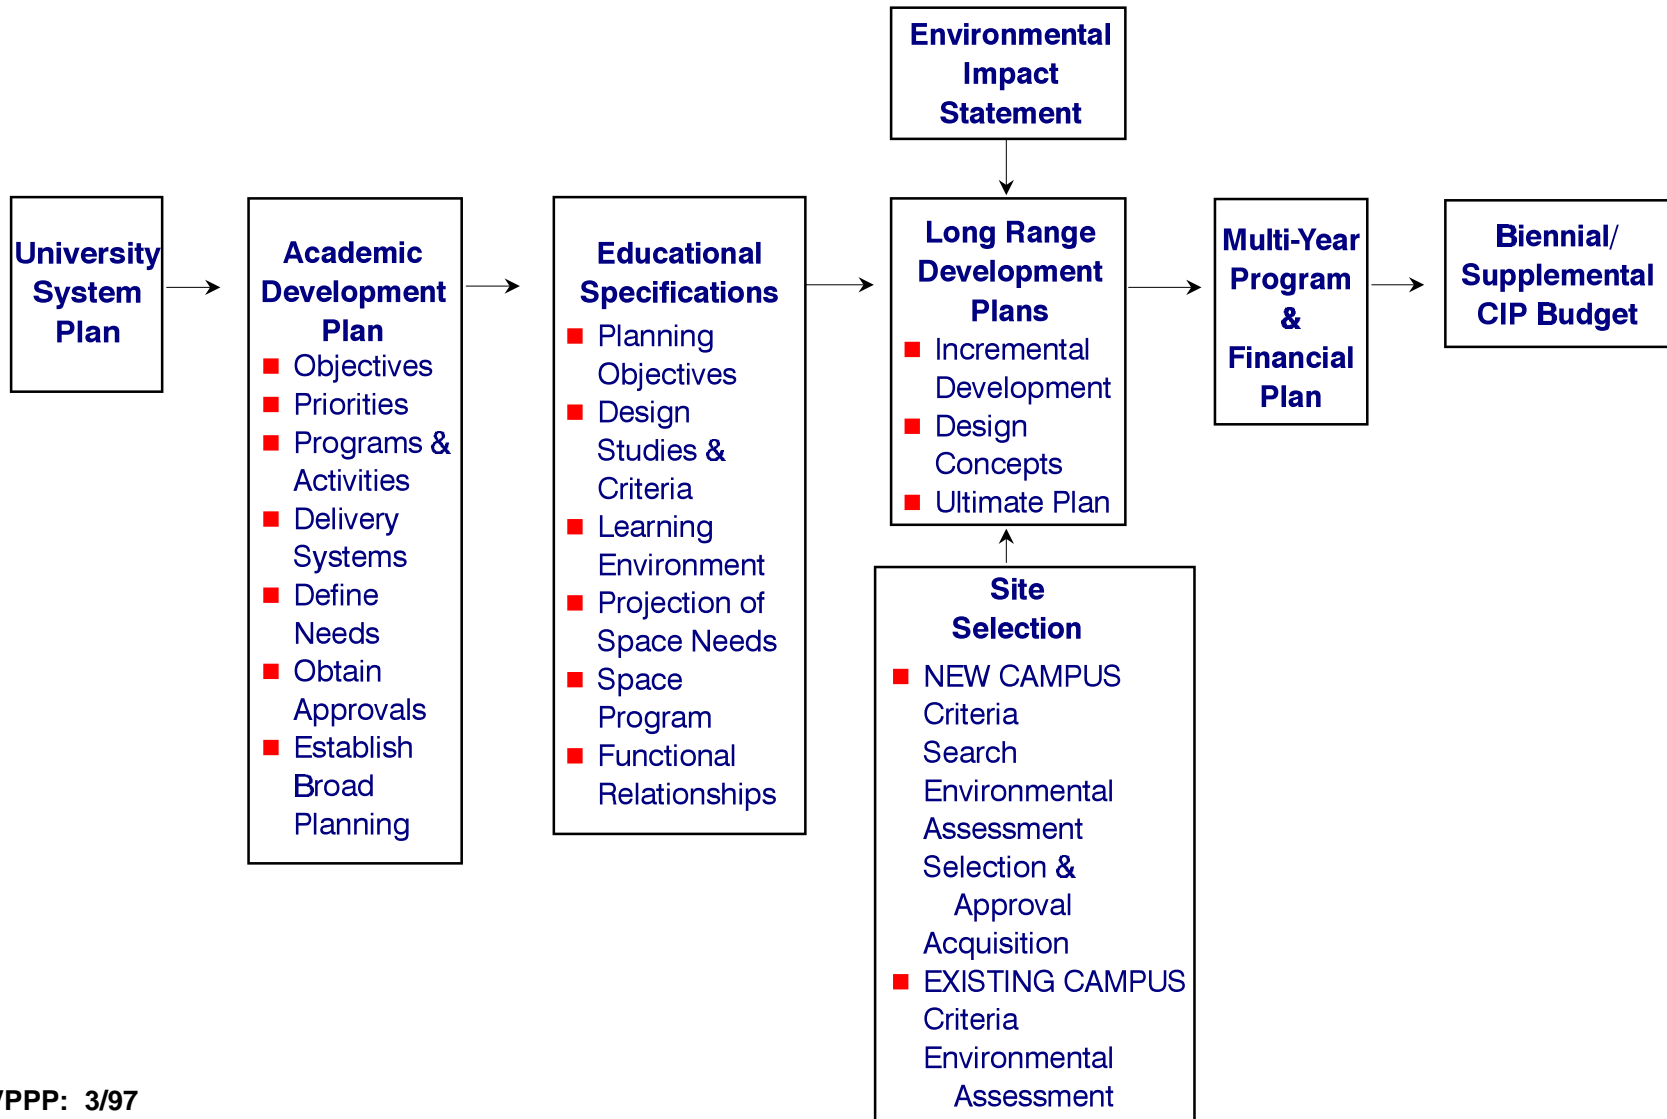 Environmental
Impact
Statement
University
System
Plan
Academic
Development
Plan
Objectives
Priorities
Programs &
Activities
Delivery
Systems
Define
Needs
Obtain
Approvals
Establish
Broad
Planning
Educational
Specifications
Planning
Objectives
Design
Studies &
Criteria
Learning
Environment
Projection of
Space Needs
Space
Program
Functional
Relationships
Long Range
Development
Plans
Incremental
Development
Design
Concepts
Ultimate Plan
Multi-Year
Program
&
Financial
Plan
Biennial/
Supplemental
CIP Budget
Site
Selection
NEW CAMPUS
Criteria
Search
Environmental
Assessment
Selection &
Approval
Acquisition
EXISTING CAMPUS
Criteria
Environmental
Assessment
/PPP: 3/97